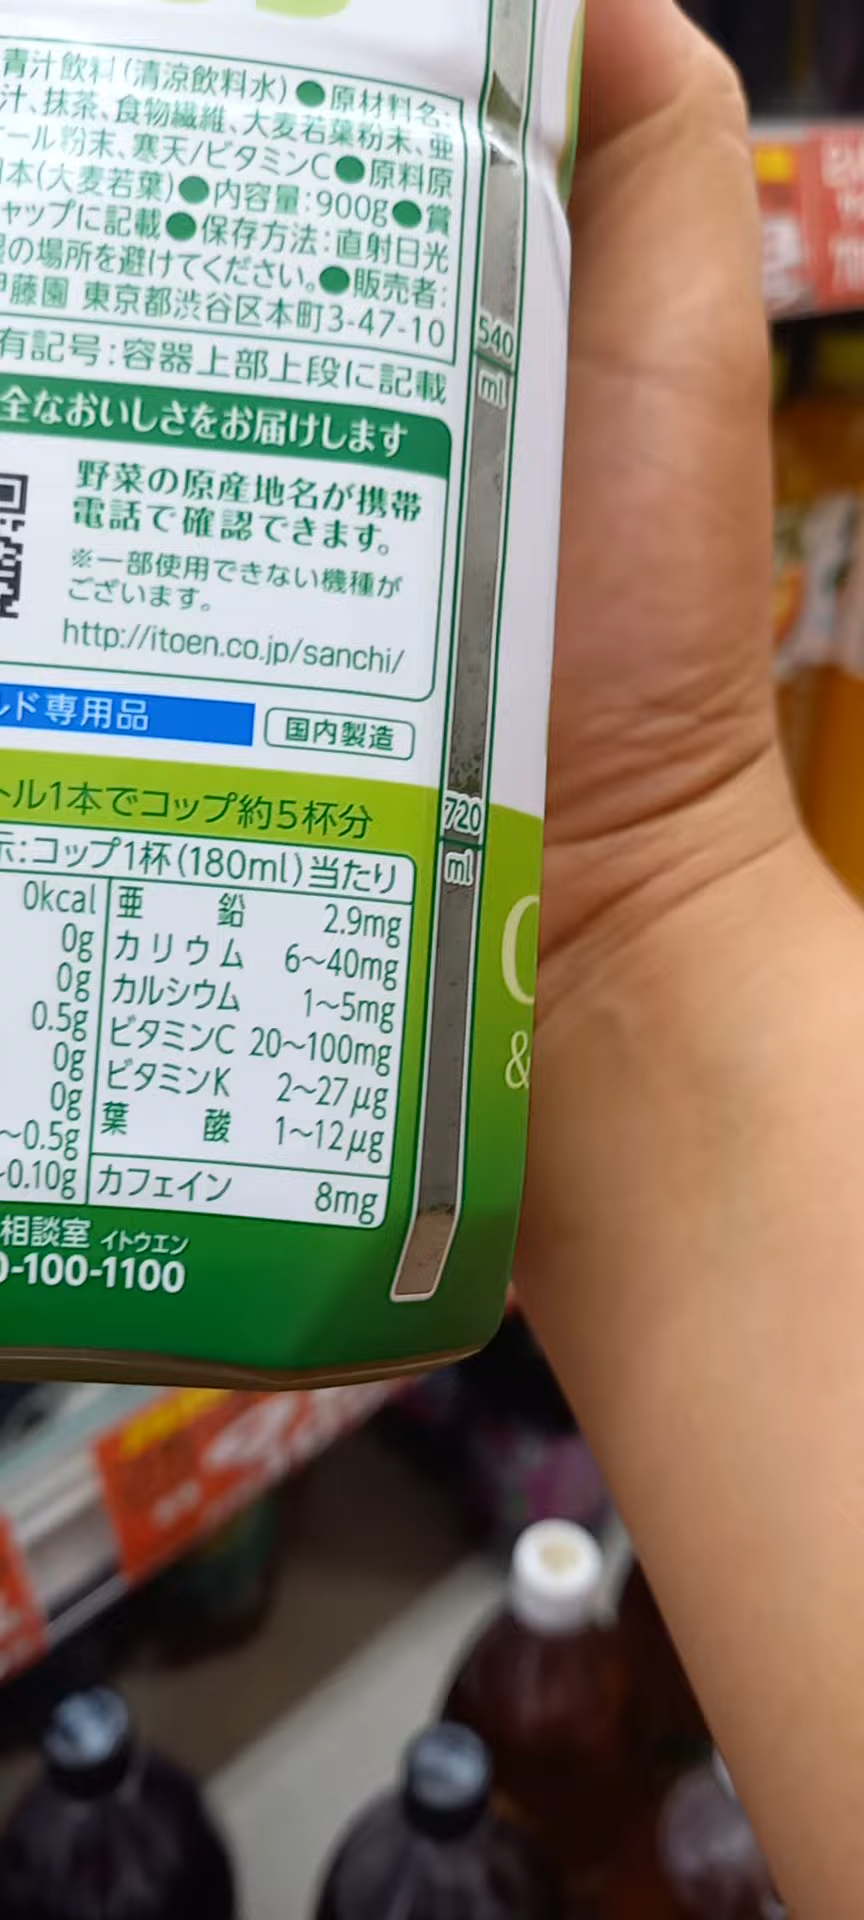 青汁飲料(清涼飲料水)●原材料名:
汁、抹茶、食物繊維、大麦若葉粉末、亜
ール粉末、寒天/ビタミンC●原料原
本(大麦若葉)●内容量:900g●賞
ャップに記載●保存方法:直射日光
の場所を避けてください。●販売者:
藤園 東京都渋谷区本町3-47-10
有記号:容器上部上段に記載
全なおいしさをお届けします
野菜の原産地名が携帯
電話で確認できます。
※一部使用できない機種が
ございます。
http://itoen.co.jp/sanchi/
ド専用品
国内製造
トル1本でコップ約5杯分
示:コップ1杯(180ml)当たり
0kcal 亜鉛 2.9mg
0g カリウム 6~40mg
0g カルシウム 1~5mg
0.5g ビタミンC 20~100mg
0g ビタミンK 2~27μg
0g 葉酸 1~12μg
~0.5g
0.10g カフェイン 8mg
相談室 イトウエン
0-100-1100
540
ml
720
ml
&